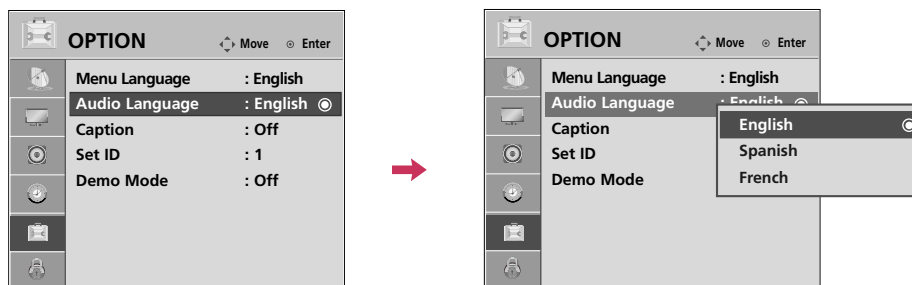 OPTION Move Enter
Menu Language : English
Audio Language : English
Caption : Off
Set ID : 1
Demo Mode : Off
OPTION Move Enter
Menu Language : English
Audio Language : English
Caption
Set ID
Demo Mode
English
Spanish
French